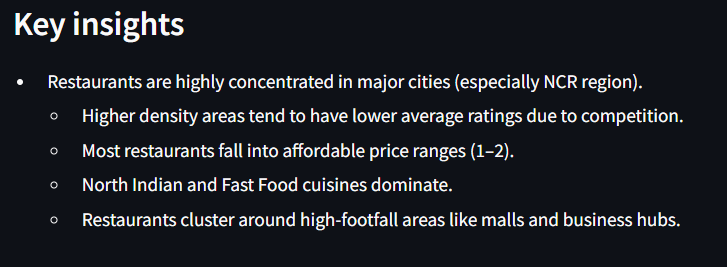 Key insights
• Restaurants are highly concentrated in major cities (especially NCR region).
◦ Higher density areas tend to have lower average ratings due to competition.
◦ Most restaurants fall into affordable price ranges (1–2).
◦ North Indian and Fast Food cuisines dominate.
◦ Restaurants cluster around high-footfall areas like malls and business hubs.